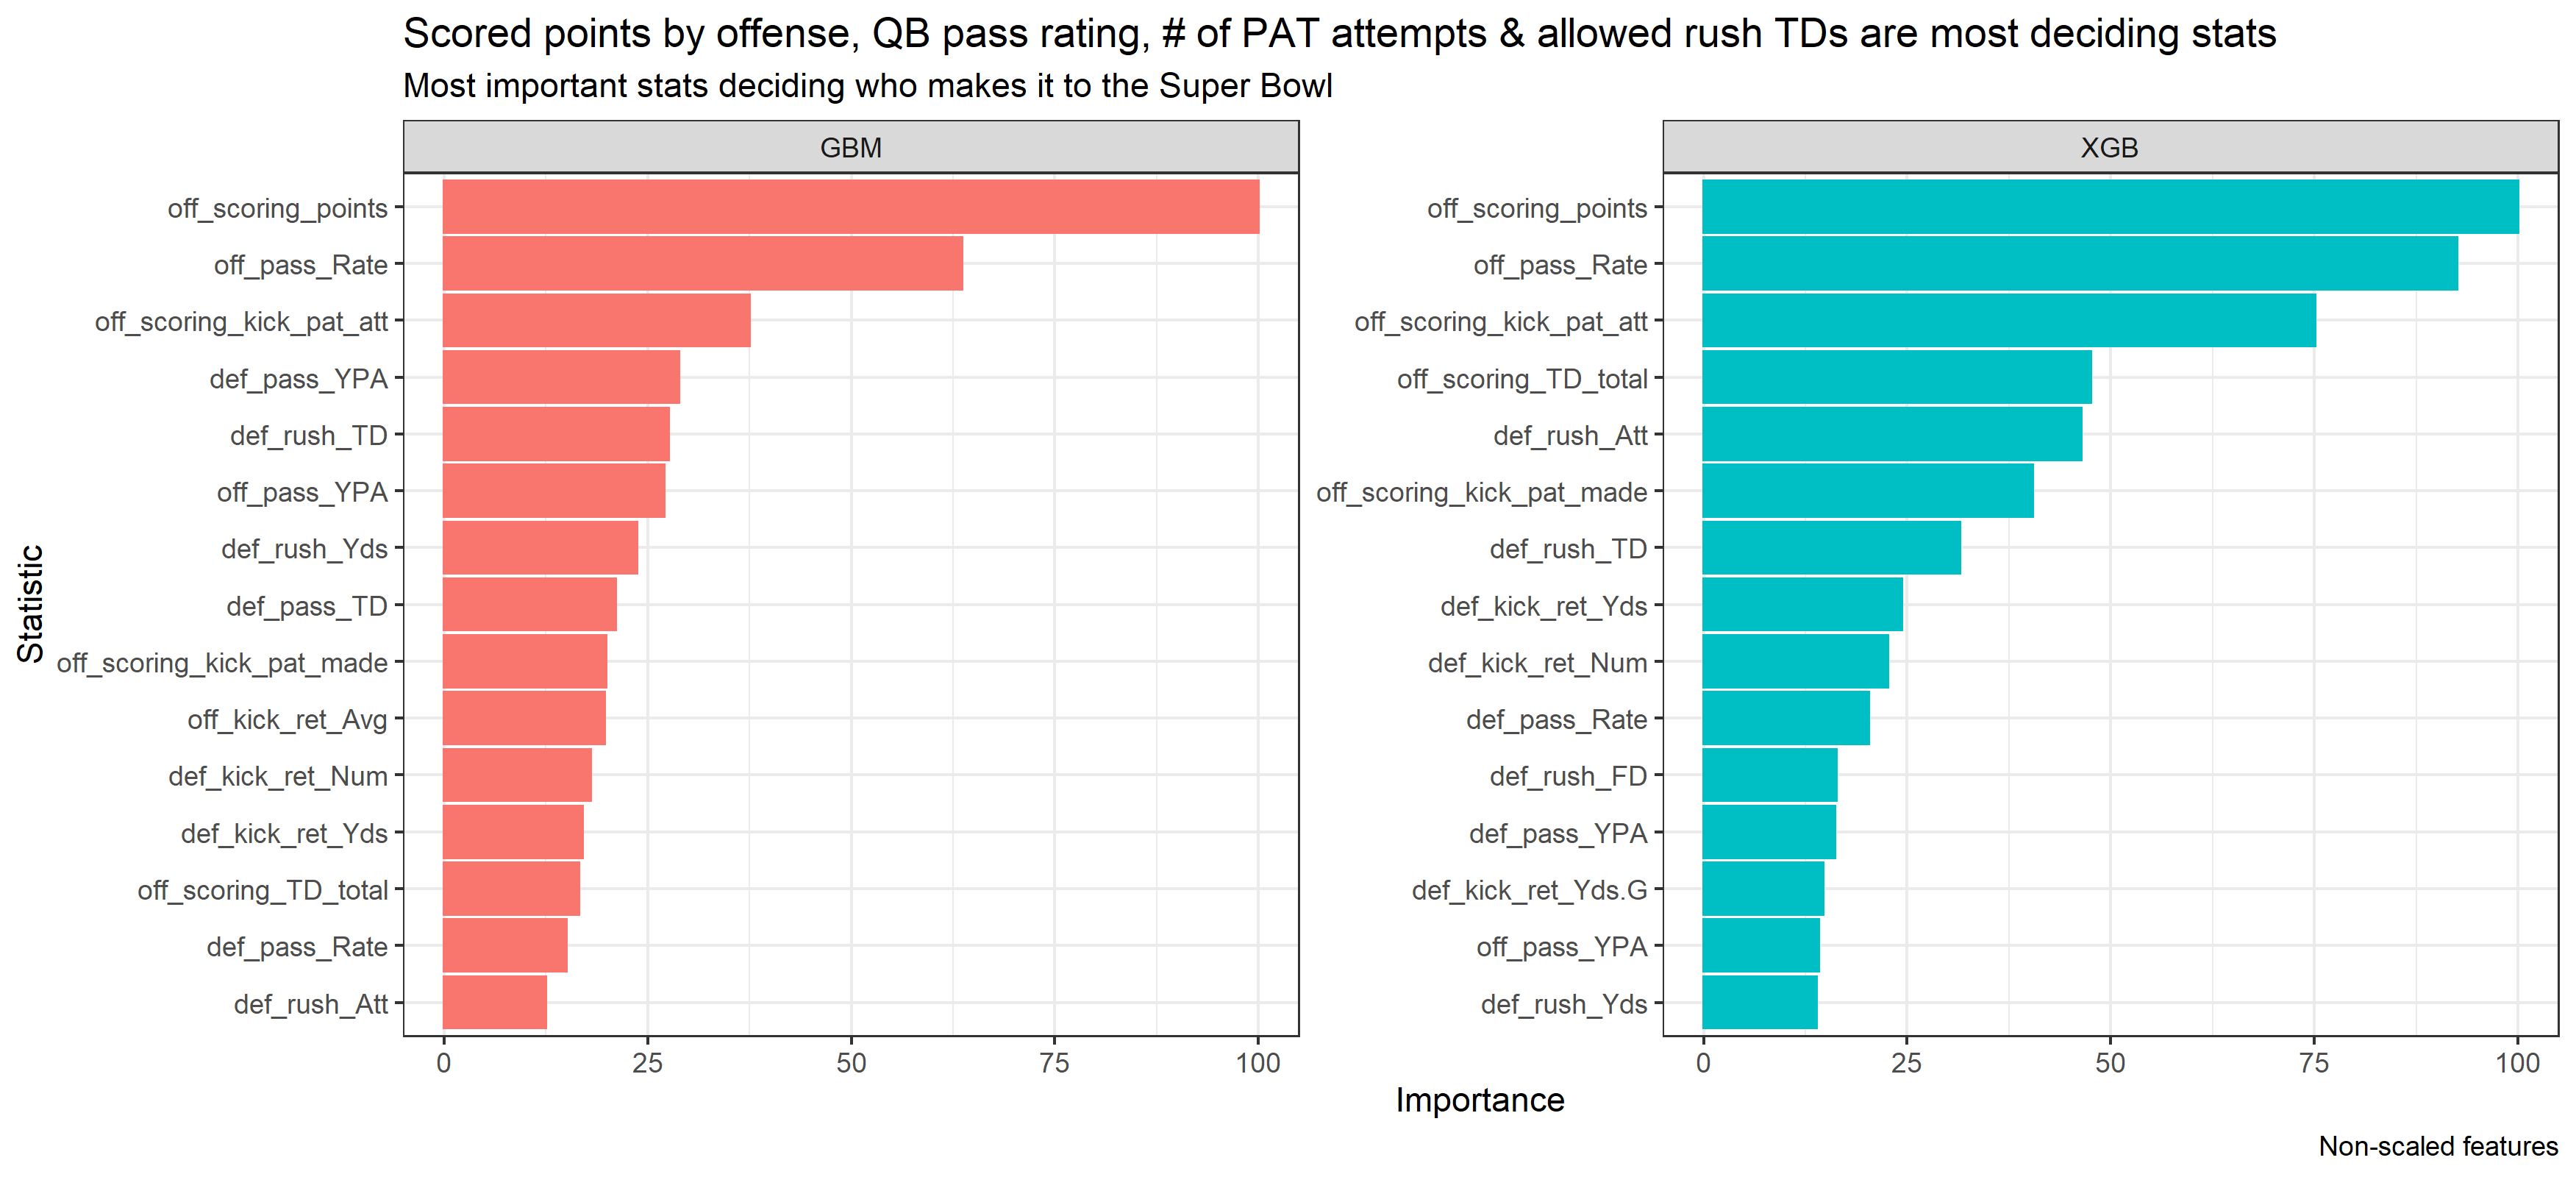 Scored points by offense, QB pass rating, # of PAT attempts & allowed rush TDs are most deciding stats
Most important stats deciding who makes it to the Super Bowl
GBM
off_scoring_points
off_pass_Rate
off_scoring_kick_pat_att
def_pass_YPA
def_rush_TD
off_pass_YPA
def_rush_Yds
def_pass_TD
off_scoring_kick_pat_made
off_kick_ret_Avg
def_kick_ret_Num
def_kick_ret_Yds
off_scoring_TD_total
def_pass_Rate
def_rush_Att
0 25 50 75 100
XGB
off_scoring_points
off_pass_Rate
off_scoring_kick_pat_att
off_scoring_TD_total
def_rush_Att
off_scoring_kick_pat_made
def_rush_TD
def_kick_ret_Yds
def_kick_ret_Num
def_pass_Rate
def_rush_FD
def_pass_YPA
def_kick_ret_Yds.G
off_pass_YPA
def_rush_Yds
0 25 50 75 100
Statistic
Importance
Non-scaled features